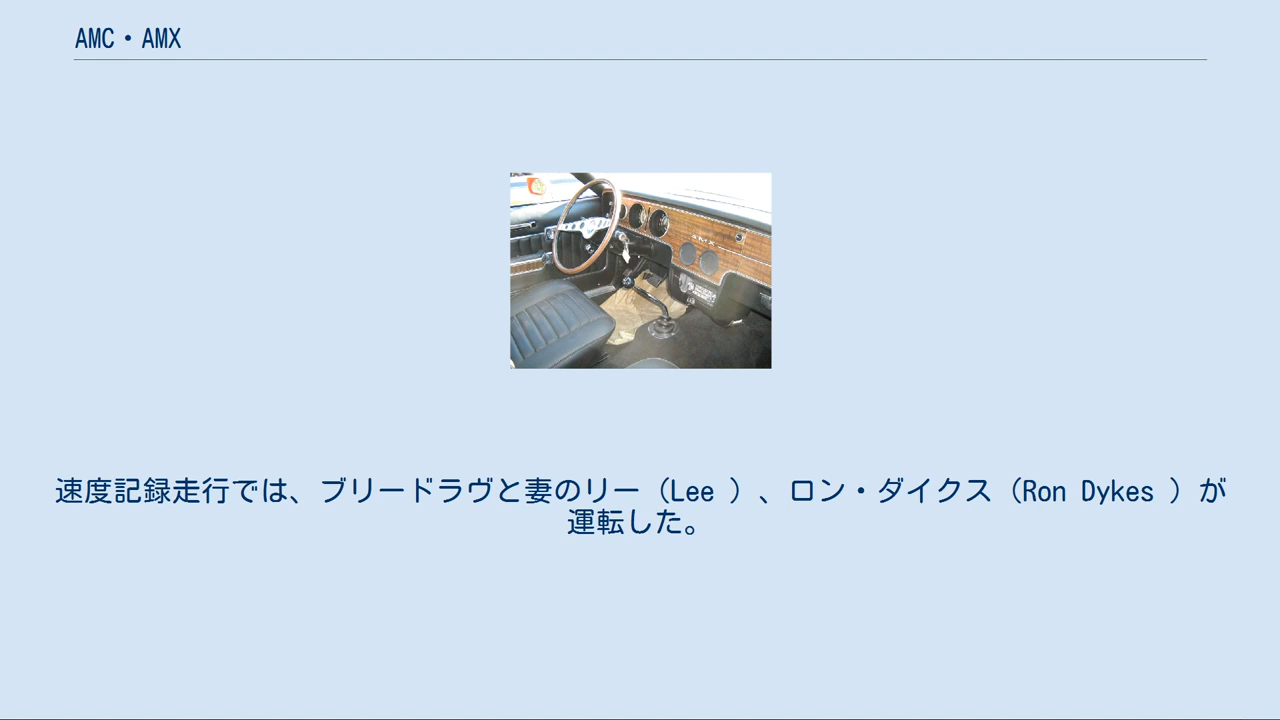 AMC・AMX
速度記録走行では、ブリードラヴと妻のリー（Lee ）、ロン・ダイクス（Ron Dykes ）が
運転した。